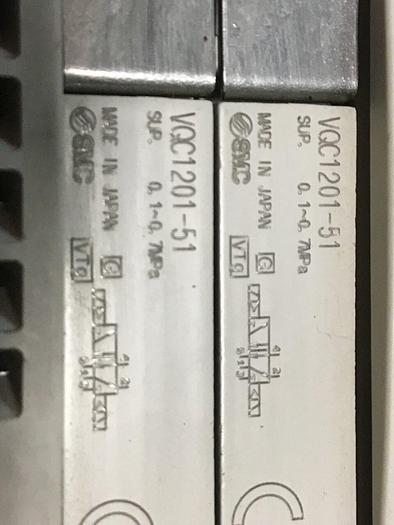 VQC1201-51
SUP. 0.1~0.7MPa
MADE IN JAPAN
SMC
VQC1201-51
SUP. 0.1~0.7MPa
MADE IN JAPAN
SMC